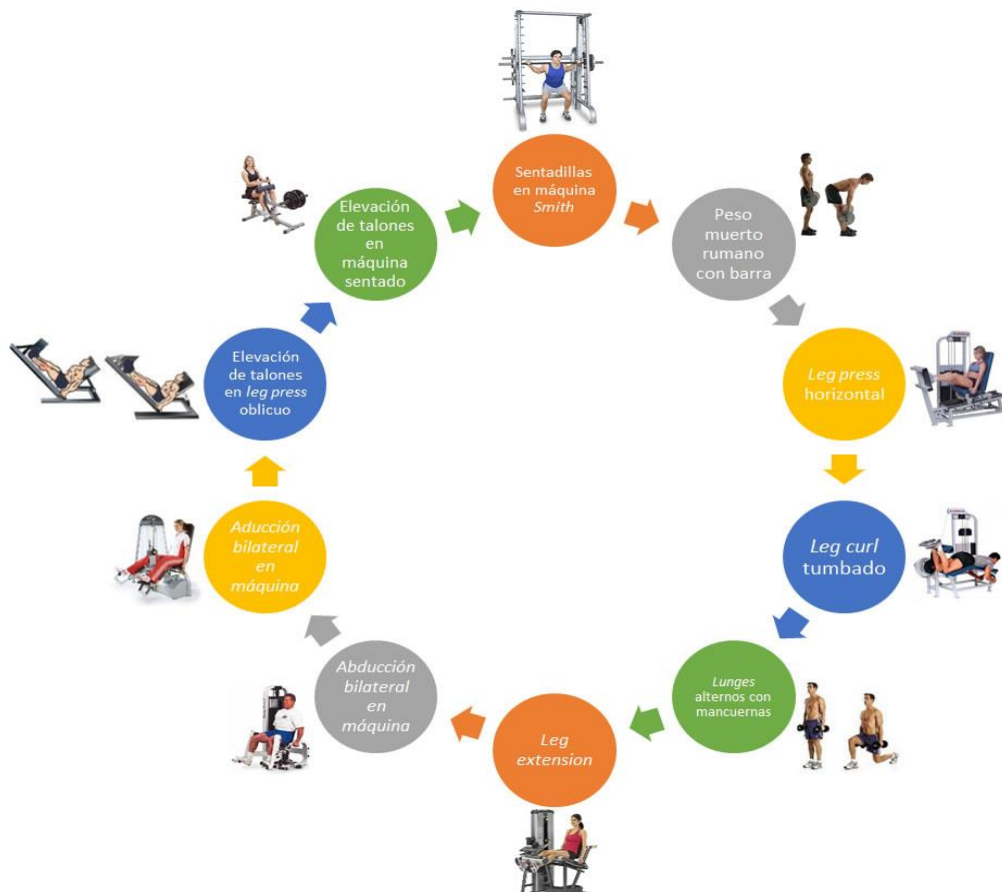 Sentadillas
en máquina
Smith
Peso
muerto
rumano
con barra
Leg press
horizontal
Leg curl
tumbado
Lunges
alternos con
mancuernas
Leg
extension
Abducción
bilateral
en
máquina
Aducción
bilateral
en
máquina
Elevación
de talones
en leg press
oblicuo
Elevación
de talones
en
máquina
sentado